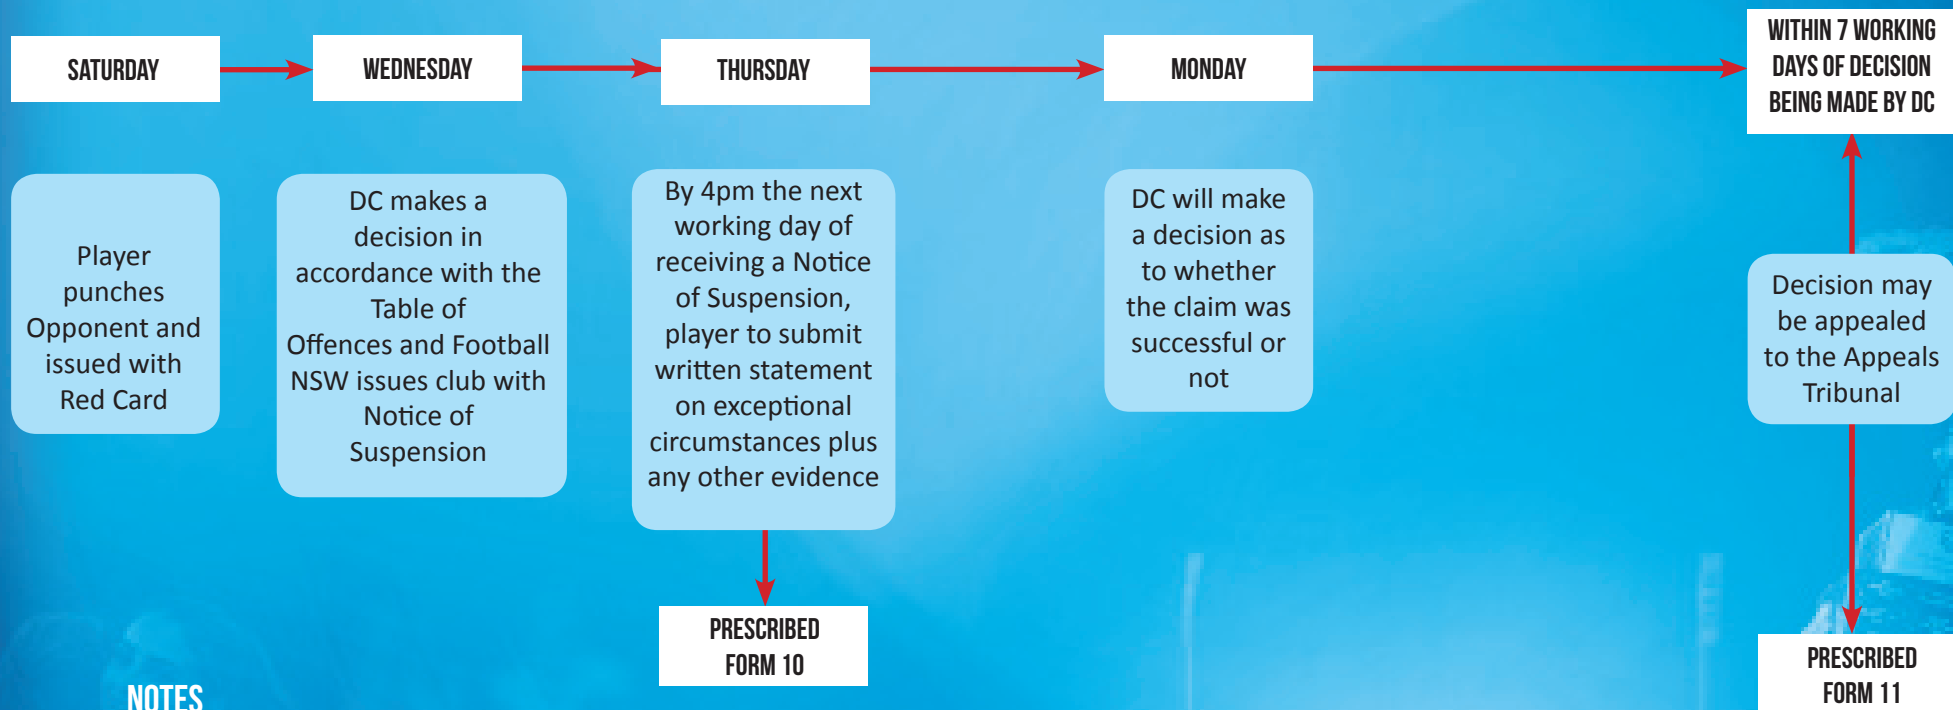 SATURDAY
WEDNESDAY
THURSDAY
MONDAY
WITHIN 7 WORKING
DAYS OF DECISION
BEING MADE BY DC
Player
punches
Opponent and
issued with
Red Card
DC makes a
decision in
accordance with the
Table of
Offences and Football
NSW issues club with
Notice of
Suspension
By 4pm the next
working day of
receiving a Notice
of Suspension,
player to submit
written statement
on exceptional
circumstances plus
any other evidence
DC will make
a decision as
to whether
the claim was
successful or
not
Decision may
be appealed
to the Appeals
Tribunal
PRESCRIBED
FORM 10
PRESCRIBED
FORM 11
NOTES